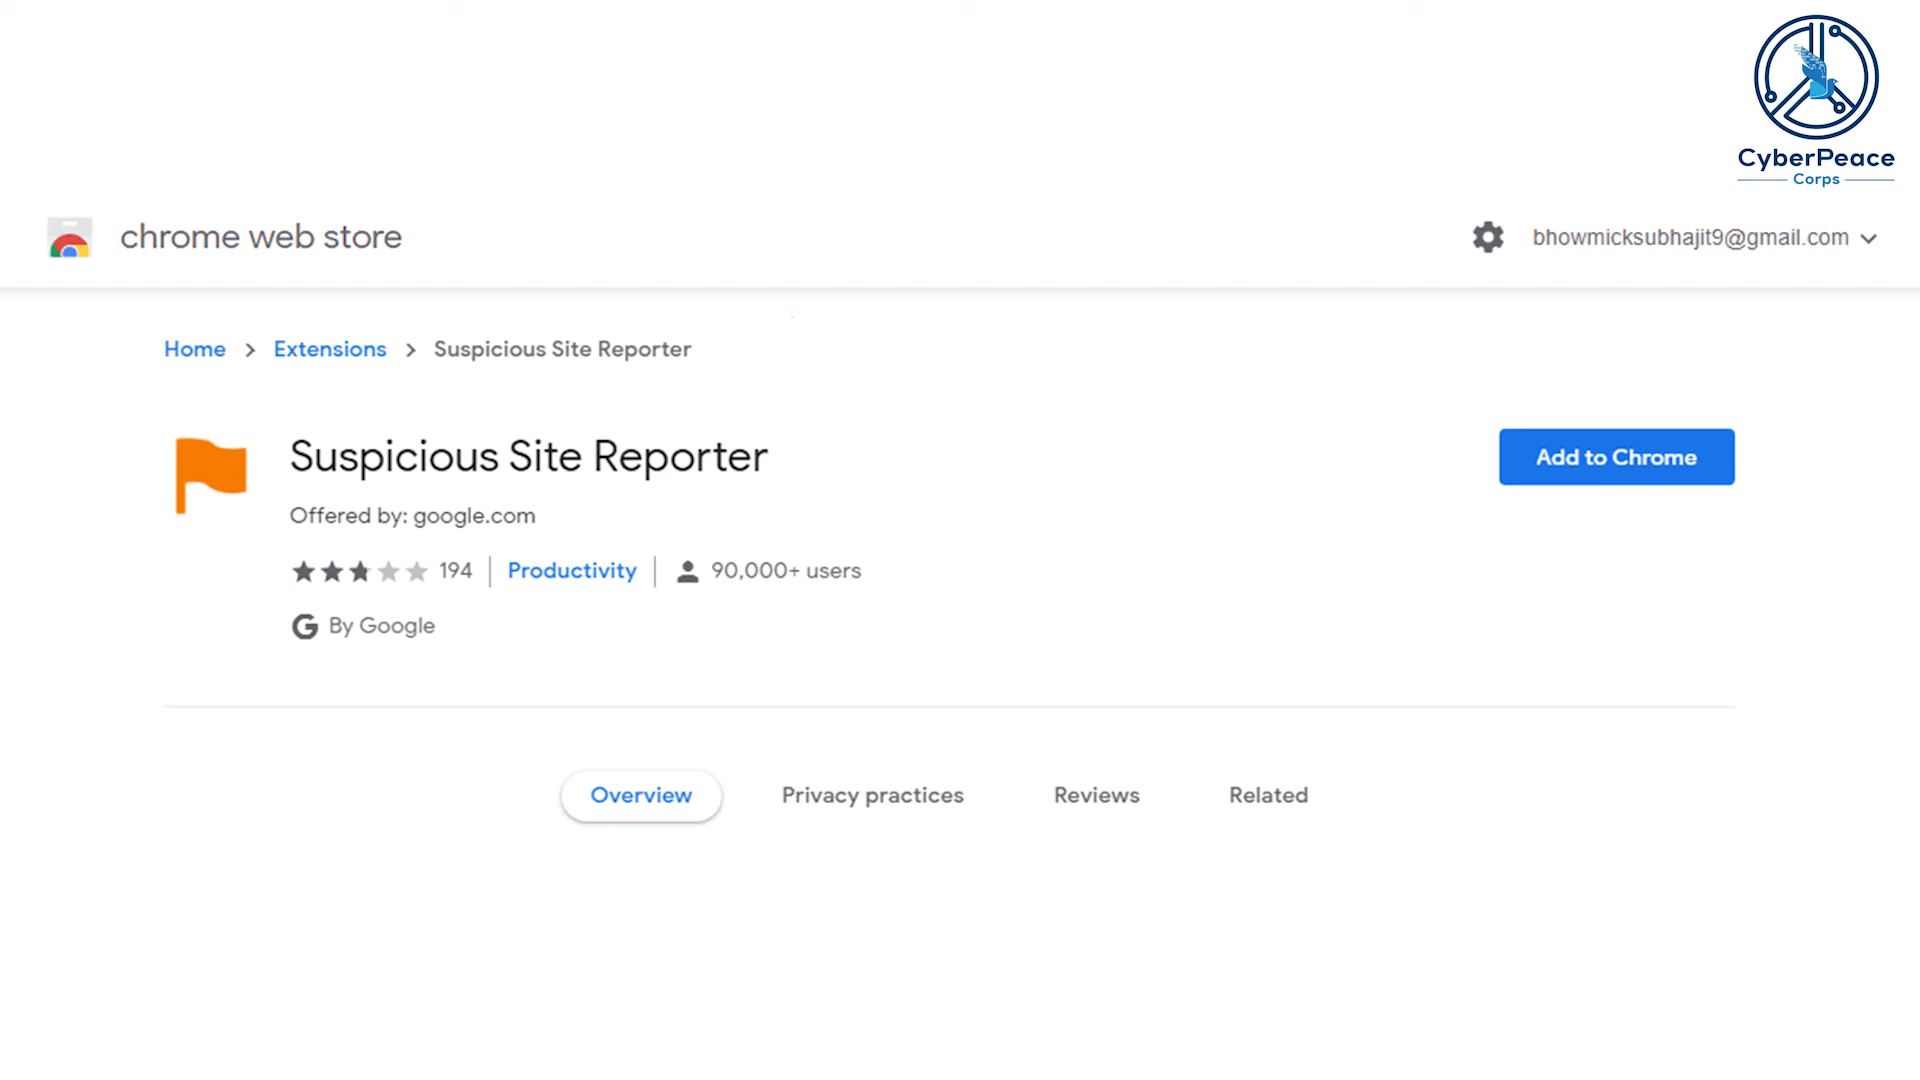 CyberPeace
Corps
chrome web store
bhowmicksubhajit9@gmail.com
Home > Extensions > Suspicious Site Reporter
Suspicious Site Reporter
Add to Chrome
Offered by: google.com
194 | Productivity | 90,000+ users
G By Google
Overview Privacy practices Reviews Related